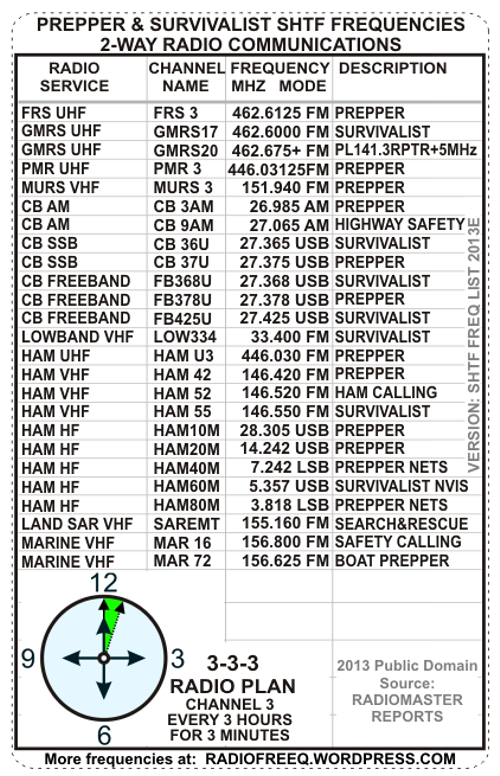 PREPPER & SURVIVALIST SHTF FREQUENCIES
2-WAY RADIO COMMUNICATIONS
RADIO SERVICE CHANNEL NAME FREQUENCY MHZ MODE DESCRIPTION
FRS UHF FRS 3 462.6125 FM PREPPER
GMRS UHF GMRS17 462.6000 FM SURVIVALIST
GMRS UHF GMRS20 462.675+ FM PL141.3RPTR+5MHz
PMR UHF PMR 3 446.03125FM PREPPER
MURS VHF MURS 3 151.940 FM PREPPER
CB AM CB 3AM 26.985 AM PREPPER
CB AM CB 9AM 27.065 AM HIGHWAY SAFETY
CB SSB CB 36U 27.365 USB SURVIVALIST
CB SSB CB 37U 27.375 USB PREPPER
CB FREEBAND FB368U 27.368 USB SURVIVALIST
CB FREEBAND FB378U 27.378 USB PREPPER
CB FREEBAND FB425U 27.425 USB SURVIVALIST
LOWBAND VHF LOW334 33.400 FM SURVIVALIST
HAM UHF HAM U3 446.030 FM PREPPER
HAM VHF HAM 42 146.420 FM PREPPER
HAM VHF HAM 52 146.520 FM HAM CALLING
HAM VHF HAM 55 146.550 FM SURVIVALIST
HAM HF HAM10M 28.305 USB PREPPER
HAM HF HAM20M 14.242 USB PREPPER
HAM HF HAM40M 7.242 LSB PREPPER NETS
HAM HF HAM60M 5.357 USB SURVIVALIST NVIS
HAM HF HAM80M 3.818 LSB PREPPER NETS
LAND SAR VHF SAREMT 155.160 FM SEARCH&RESCUE
MARINE VHF MAR 16 156.800 FM SAFETY CALLING
MARINE VHF MAR 72 156.625 FM BOAT PREPPER
VERSION: SHTF FREQ LIST 2013E
12
9 3
6
3-3-3
RADIO PLAN
CHANNEL 3
EVERY 3 HOURS
FOR 3 MINUTES
2013 Public Domain
Source:
RADIOMASTER
REPORTS
More frequencies at: RADIOFREEQ.WORDPRESS.COM